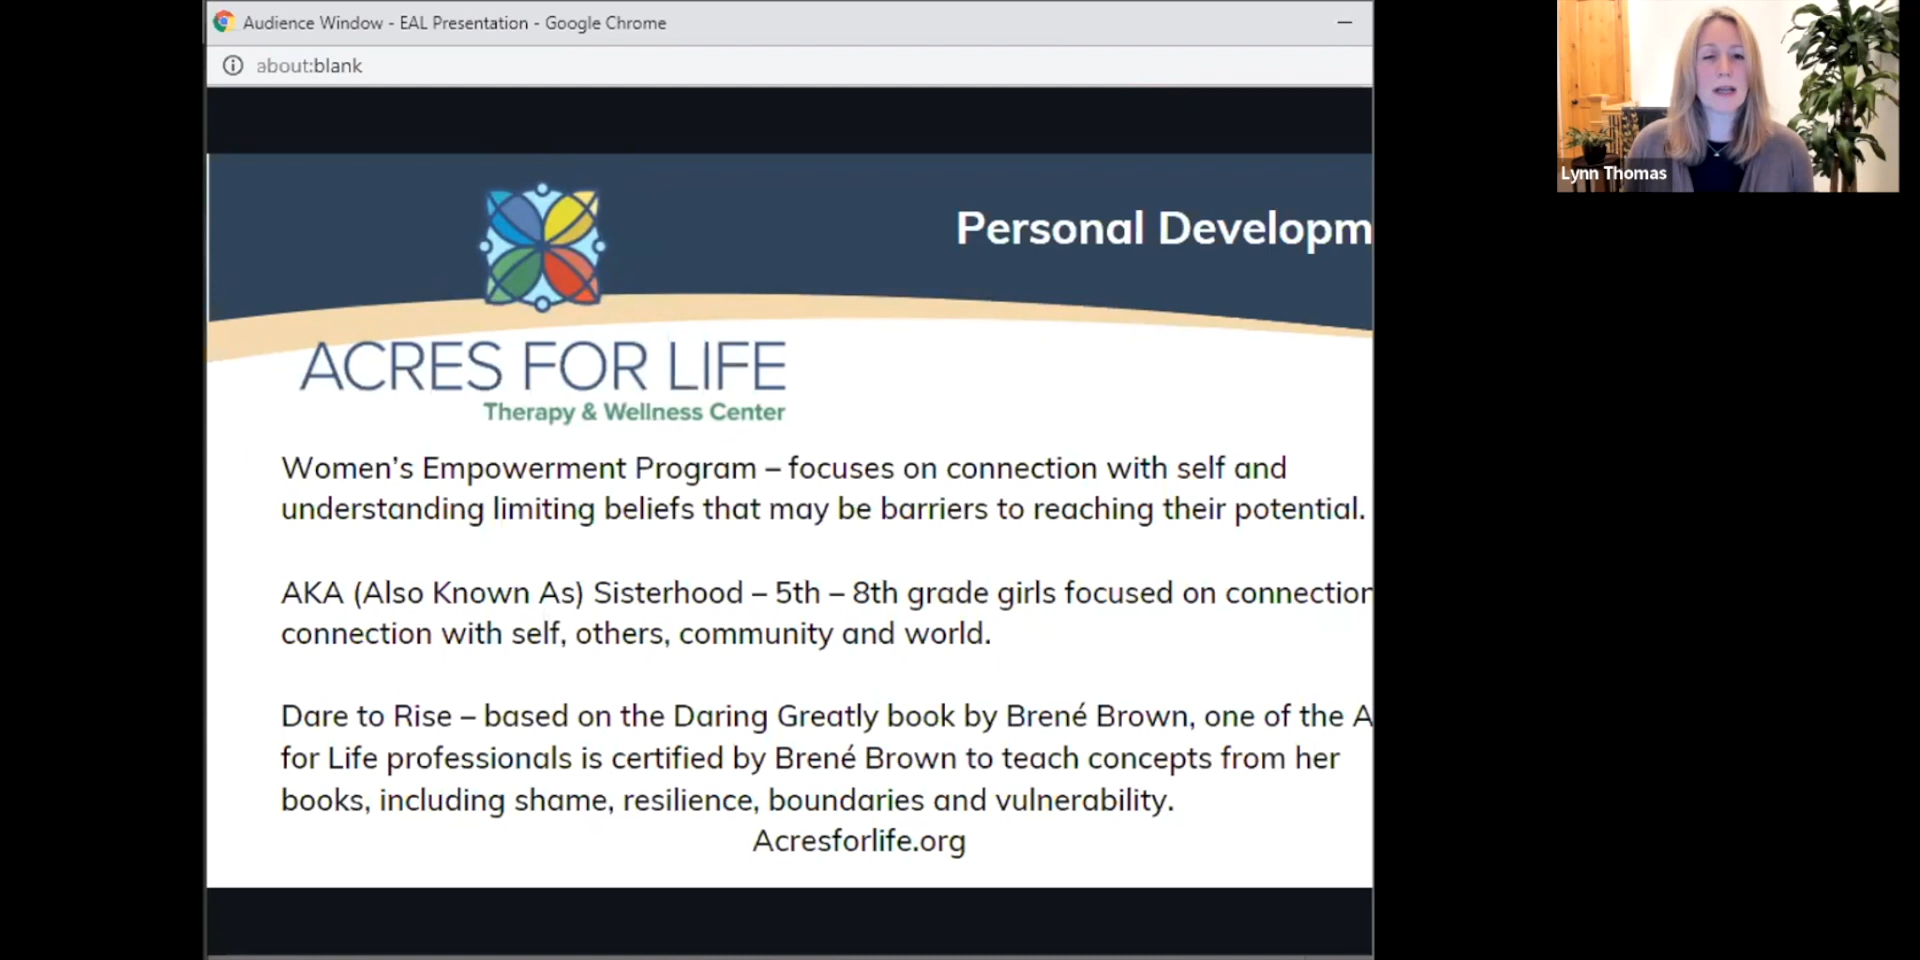 Audience Window - EAL Presentation - Google Chrome
about:blank
Lynn Thomas
Personal Developm
ACRES FOR LIFE
Therapy & Wellness Center
Women’s Empowerment Program – focuses on connection with self and
understanding limiting beliefs that may be barriers to reaching their potential.
AKA (Also Known As) Sisterhood – 5th – 8th grade girls focused on connection
connection with self, others, community and world.
Dare to Rise – based on the Daring Greatly book by Brené Brown, one of the A
for Life professionals is certified by Brené Brown to teach concepts from her
books, including shame, resilience, boundaries and vulnerability.
Acresforlife.org